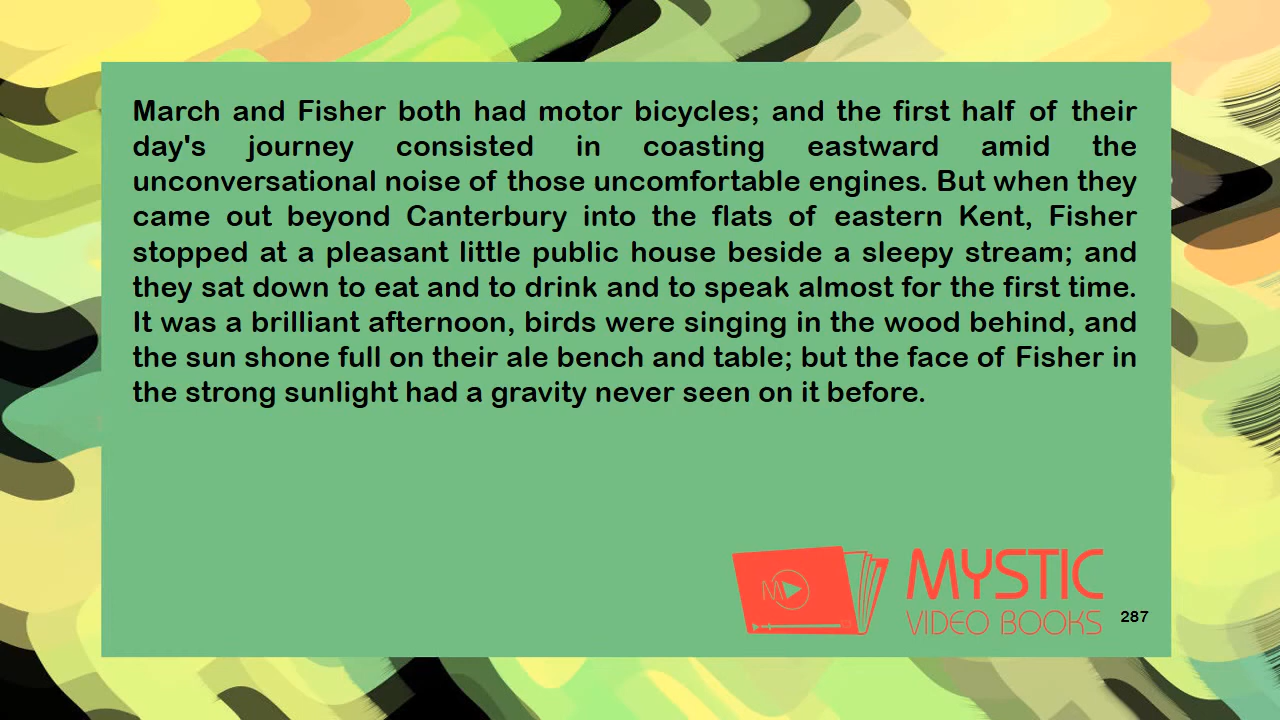 March and Fisher both had motor bicycles; and the first half of their
day's journey consisted in coasting eastward amid the
unconversational noise of those uncomfortable engines. But when they
came out beyond Canterbury into the flats of eastern Kent, Fisher
stopped at a pleasant little public house beside a sleepy stream; and
they sat down to eat and to drink and to speak almost for the first time.
It was a brilliant afternoon, birds were singing in the wood behind, and
the sun shone full on their ale bench and table; but the face of Fisher in
the strong sunlight had a gravity never seen on it before.
M
MYSTIC
VIDEO BOOKS
287